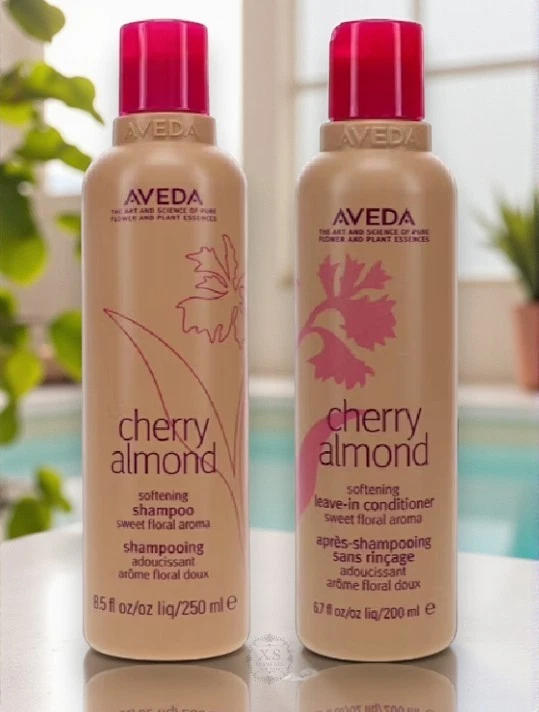 AVEDA
AVEDA
THE ART AND SCIENCE OF PURE
FLOWER AND PLANT ESSENCES
cherry
almond
softening
shampoo
sweet floral aroma
shampooing
adoucissant
arôme floral doux
8.5 fl oz/oz liq/250 ml e
AVEDA
AVEDA
THE ART AND SCIENCE OF PURE
FLOWER AND PLANT ESSENCES
cherry
almond
softening
leave-in conditioner
sweet floral aroma
après-shampooing
sans rinçage
adoucissant
arôme floral doux
6.7 fl oz/oz liq/200 ml e
XS